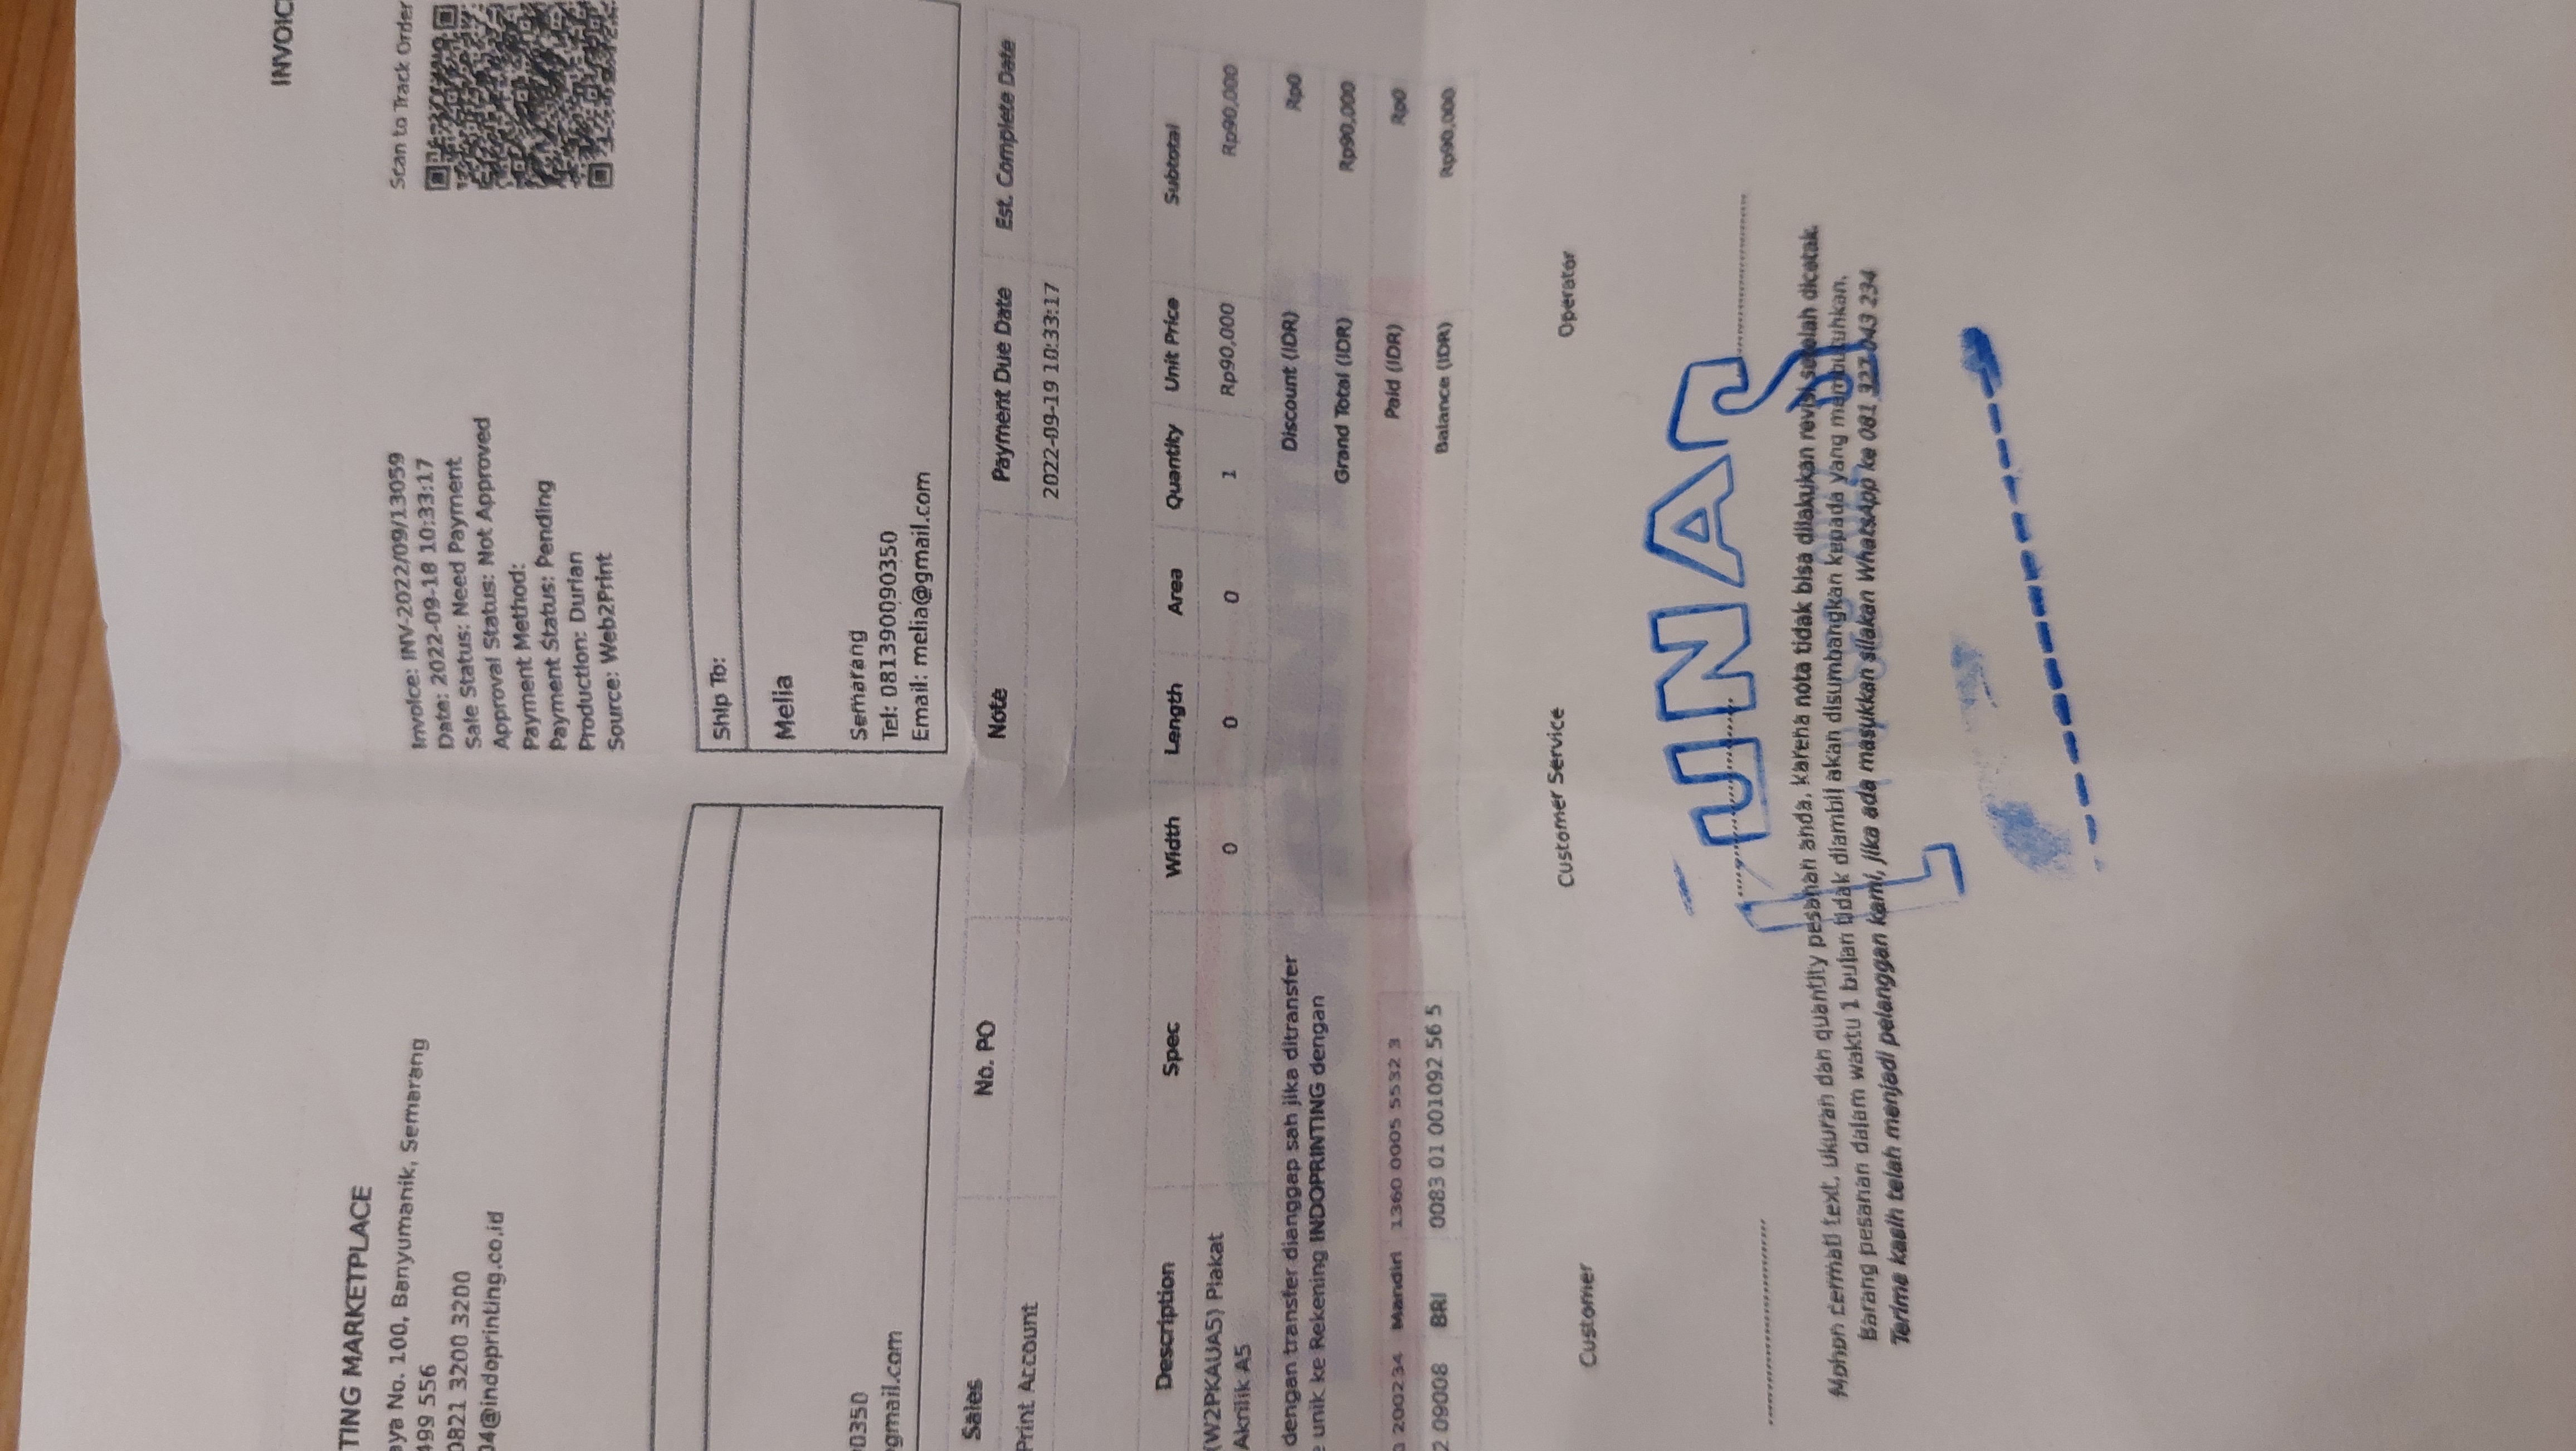 INVOIC
TING MARKETPLACE
aya No. 100, Banyumanik, Semarang
499 556
0821 3200 3200
04@indoprinting.co.id
Invoice: INV-2022/09/13059
Date: 2022-09-18 10:33:17
Sale Status: Need Payment
Approval Status: Not Approved
Payment Method:
Payment Status: Pending
Production: Durian
Source: Web2Print
Scan to Track Order
0350
@gmail.com
Ship To:
Melia
Semarang
Tel: 081390090350
Email: melia@gmail.com
Sales No. PO Note Payment Due Date Est. Complete Date
Print Account 2022-09-19 10:33:17
Description Spec Width Length Area Quantity Unit Price Subtotal
(W2PKAUA5) Plakat
Akrilik A5 0 0 0 1 Rp90,000 Rp90,000
dengan transfer dianggap sah jika ditransfer
e unik ke Rekening INDOPRINTING dengan
Discount (IDR) Rp0
Grand Total (IDR) Rp90,000
200234 Mandiri 1360 0005 5532 3 Paid (IDR) Rp0
2 09008 BRI 0083 01 001092 56 5 Balance (IDR) Rp90,000
Customer Customer Service Operator
LUNAS
Mohon cermati text, ukuran dan quantity pesanan anda, karena nota tidak bisa dilakukan revisi setelah dicetak.
Barang pesanan dalam waktu 1 bulan tidak diambil akan disumbangkan kepada yang membutuhkan.
Terima kasih telah menjadi pelanggan kami, jika ada masukkan silakan WhatsApp ke 081 327 043 234